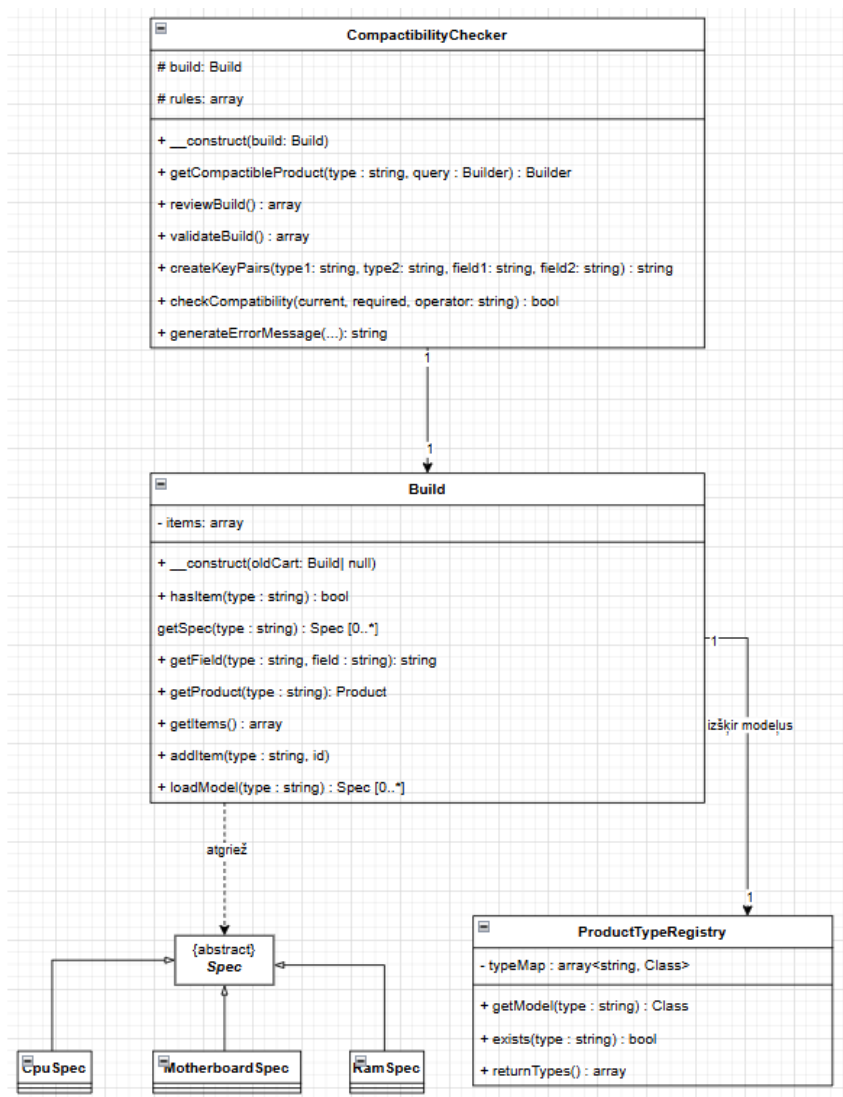 CompactibilityChecker
# build: Build
# rules: array
+ __construct(build: Build)
+ getCompactibleProduct(type : string, query : Builder) : Builder
+ reviewBuild() : array
+ validateBuild() : array
+ createKeyPairs(type1: string, type2: string, field1: string, field2: string) : string
+ checkCompatibility(current, required, operator: string) : bool
+ generateErrorMessage(...): string
1
1
Build
- items: array
+ __construct(oldCart: Build| null)
+ hasItem(type : string) : bool
getSpec(type : string) : Spec [0..*]
+ getField(type : string, field : string): string
+ getProduct(type : string): Product
+ getItems() : array
+ addItem(type : string, id)
+ loadModel(type : string) : Spec [0..*]
1
izšķir modeļus
1
atgriež
{abstract}
Spec
CpuSpec
MotherboardSpec
RamSpec
ProductTypeRegistry
- typeMap : array<string, Class>
+ getModel(type : string) : Class
+ exists(type : string) : bool
+ returnTypes() : array